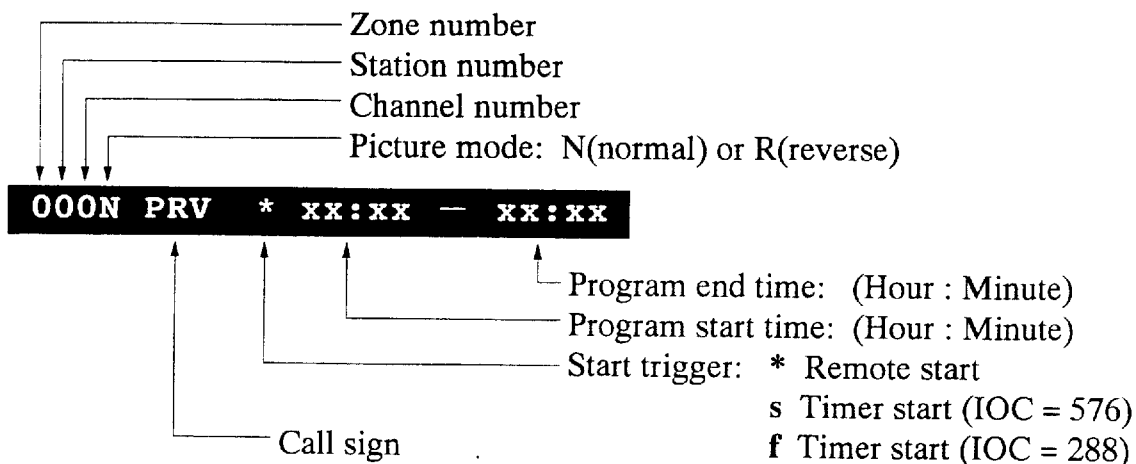 Zone number
Station number
Channel number
Picture mode: N(normal) or R(reverse)
000N PRV * xx:xx — xx:xx
Program end time: (Hour : Minute)
Program start time: (Hour : Minute)
Start trigger: * Remote start
s Timer start (IOC = 576)
f Timer start (IOC = 288)
Call sign